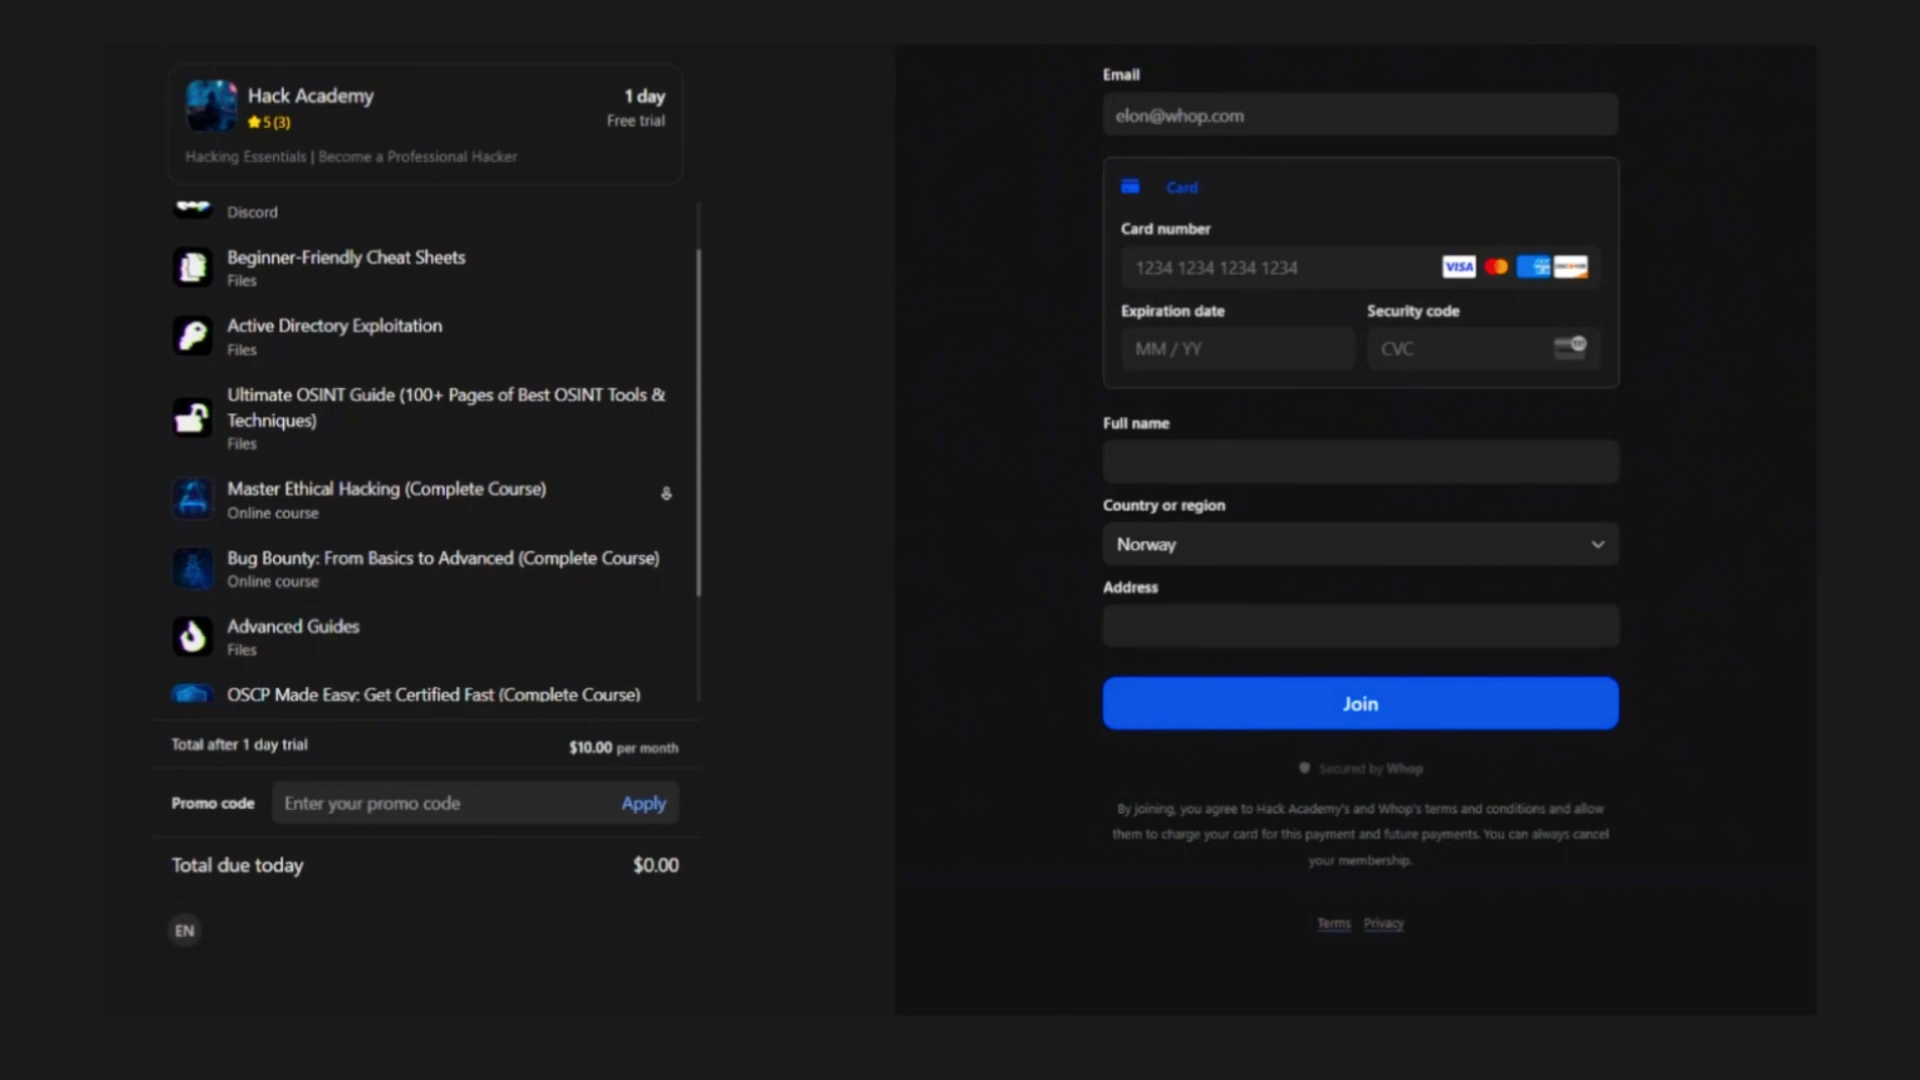 Hack Academy
1 day
5 (3)
Free trial
Hacking Essentials | Become a Professional Hacker
Discord
Beginner-Friendly Cheat Sheets
Files
Active Directory Exploitation
Files
Ultimate OSINT Guide (100+ Pages of Best OSINT Tools &
Techniques)
Files
Master Ethical Hacking (Complete Course)
Online course
Bug Bounty: From Basics to Advanced (Complete Course)
Online course
Advanced Guides
Files
OSCP Made Easy: Get Certified Fast (Complete Course)
Total after 1 day trial
$10.00 per month
Promo code
Enter your promo code
Apply
Total due today
$0.00
EN
Email
elon@whop.com
Card
Card number
1234 1234 1234 1234
VISA
DISCOVER
Expiration date
Security code
MM / YY
CVC
Full name
Country or region
Norway
Address
Join
Secured by Whop
By joining, you agree to Hack Academy's and Whop's terms and conditions and allow
them to charge your card for this payment and future payments. You can always cancel
your membership.
Terms
Privacy